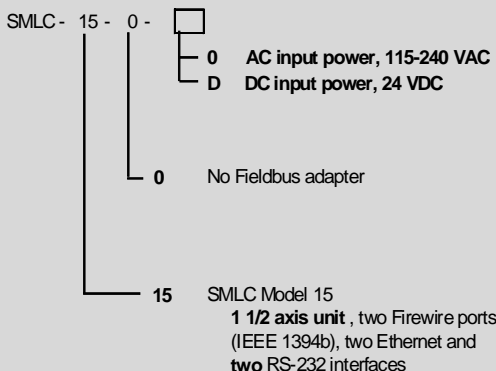 SMLC - 15 - 0 -
0 AC input power, 115-240 VAC
D DC input power, 24 VDC
0 No Fieldbus adapter
15 SMLC Model 15
1 1/2 axis unit , two Firewire ports
(IEEE 1394b), two Ethernet and
two RS-232 interfaces